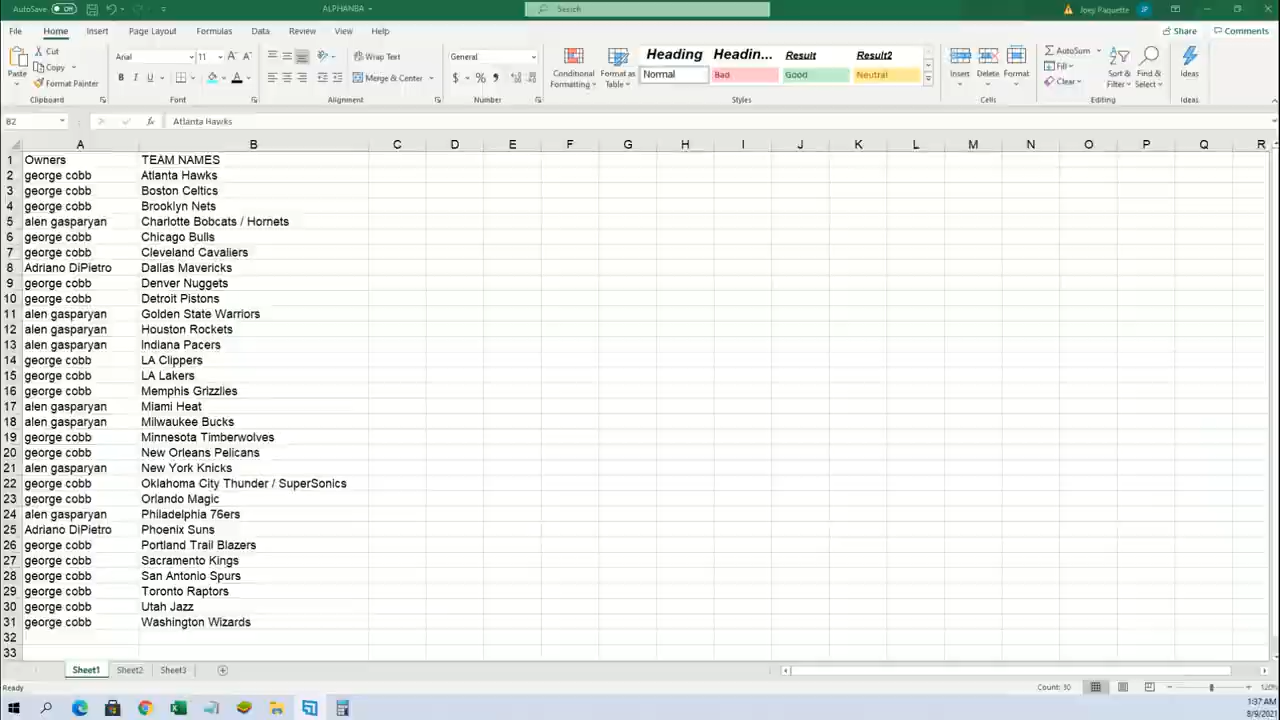 AutoSave Off ALPHANBA Search Joey Paquette JP
File Home Insert Page Layout Formulas Data Review View Help Share Comments
Paste Cut Copy Format Painter Clipboard
Arial 11 B I U Font
Wrap Text Merge & Center Alignment
General $ % Number
Conditional Formatting Format as Table
Heading Headin... Result Result2
Normal Bad Good Neutral Styles
Insert Delete Format Cells
AutoSum Fill Clear Sort & Filter Find & Select Editing
Ideas Ideas
B2 fx Atlanta Hawks
A B C D E F G H I J K L M N O P Q R
1 Owners TEAM NAMES
2 george cobb Atlanta Hawks
3 george cobb Boston Celtics
4 george cobb Brooklyn Nets
5 alen gasparyan Charlotte Bobcats / Hornets
6 george cobb Chicago Bulls
7 george cobb Cleveland Cavaliers
8 Adriano DiPietro Dallas Mavericks
9 george cobb Denver Nuggets
10 george cobb Detroit Pistons
11 alen gasparyan Golden State Warriors
12 alen gasparyan Houston Rockets
13 alen gasparyan Indiana Pacers
14 george cobb LA Clippers
15 george cobb LA Lakers
16 george cobb Memphis Grizzlies
17 alen gasparyan Miami Heat
18 alen gasparyan Milwaukee Bucks
19 george cobb Minnesota Timberwolves
20 george cobb New Orleans Pelicans
21 alen gasparyan New York Knicks
22 george cobb Oklahoma City Thunder / SuperSonics
23 george cobb Orlando Magic
24 alen gasparyan Philadelphia 76ers
25 Adriano DiPietro Phoenix Suns
26 george cobb Portland Trail Blazers
27 george cobb Sacramento Kings
28 george cobb San Antonio Spurs
29 george cobb Toronto Raptors
30 george cobb Utah Jazz
31 george cobb Washington Wizards
32
33
Sheet1 Sheet2 Sheet3
Ready Count: 30 120%
1:37 AM
8/9/2021